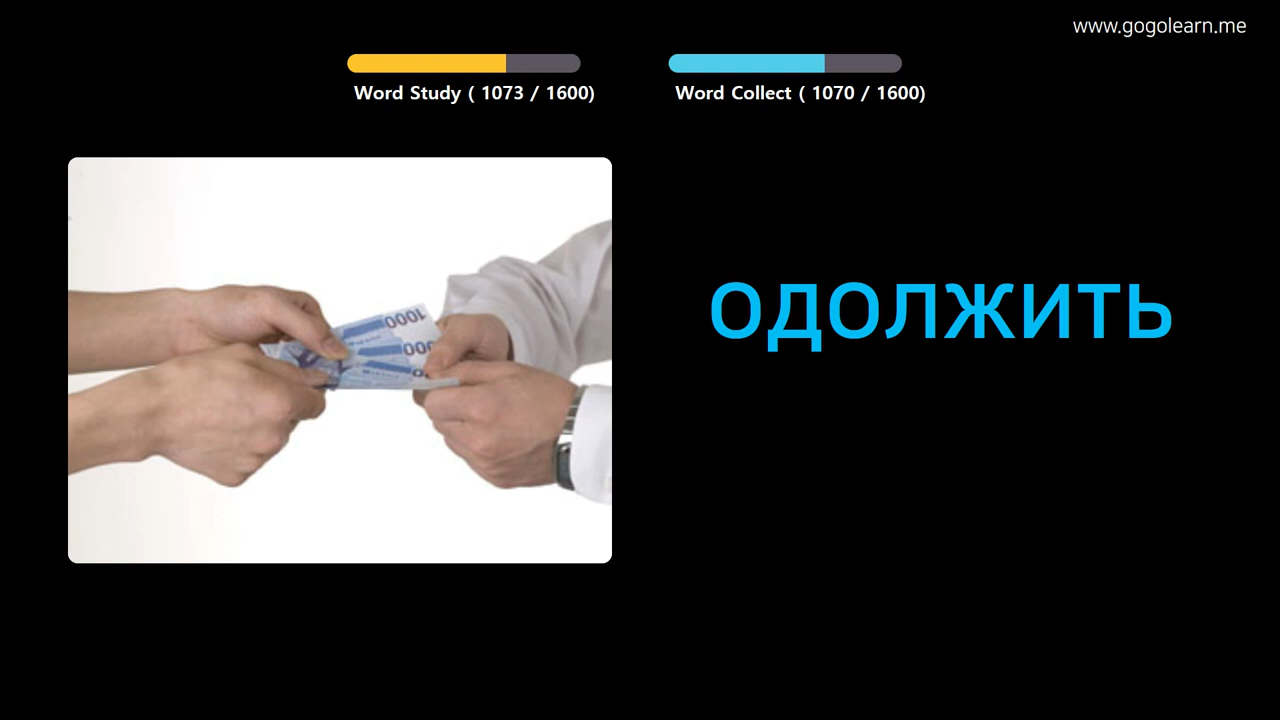 www.gogolearn.me
Word Study ( 1073 / 1600)
Word Collect ( 1070 / 1600)
одолжить
1000